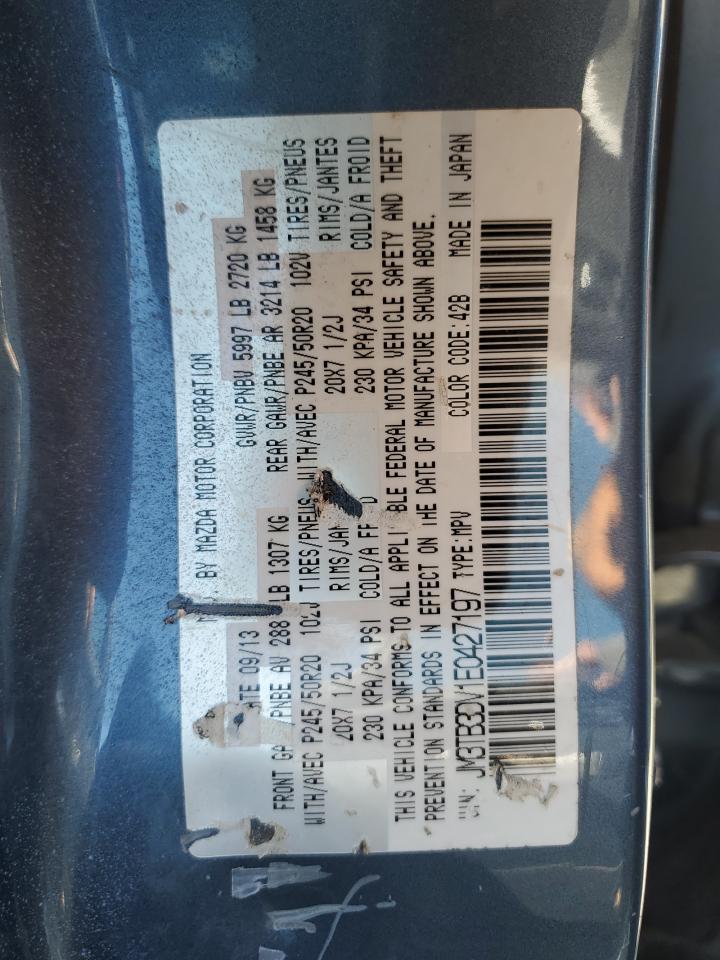 BY MAZDA MOTOR CORPORATION
TE 09/13 GVWR/PNBV 5997 LB 2720 KG
FRONT GA /PNBE AV 288 LB 1307 KG REAR GAWR/PNBE AR 3214 LB 1458 KG
WITH/AVEC P245/50R20 102V TIRES/PNEUS WITH/AVEC P245/50R20 102V TIRES/PNEUS
20X7 1/2J RIMS/JAN 20X7 1/2J RIMS/JANTES
230 KPA/34 PSI COLD/A FR D 230 KPA/34 PSI COLD/A FROID
THIS VEHICLE CONFORMS TO ALL APPLI BLE FEDERAL MOTOR VEHICLE SAFETY AND THEFT
PREVENTION STANDARDS IN EFFECT ON THE DATE OF MANUFACTURE SHOWN ABOVE.
VIN: JM3TB3DV1E0427197 TYPE:MPV COLOR CODE:42B MADE IN JAPAN